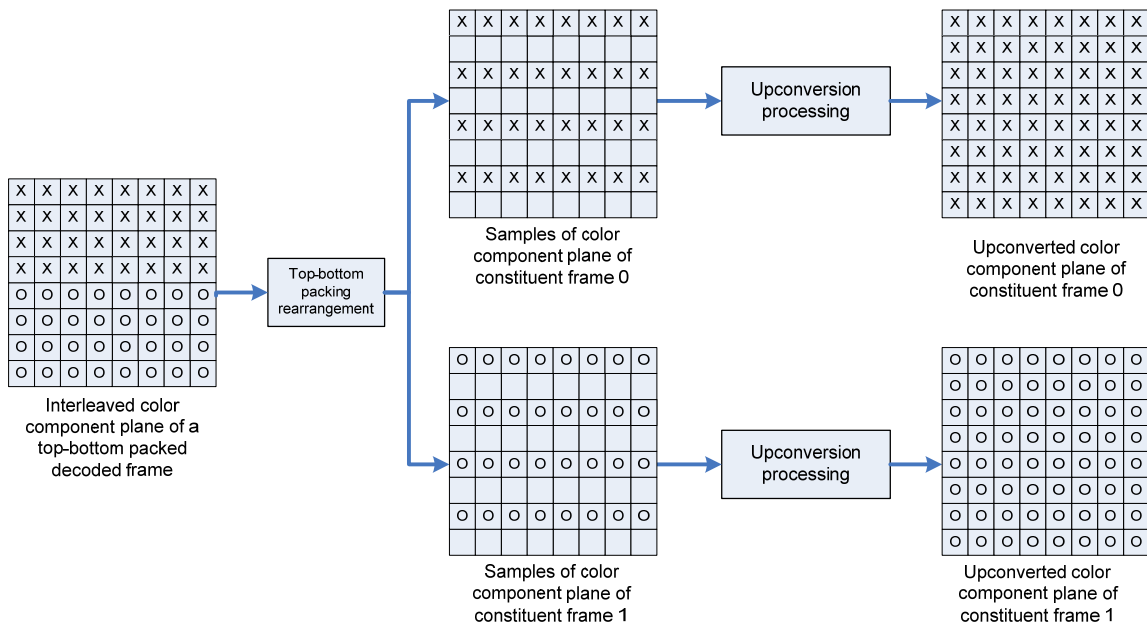 X X X X X X X X
X X X X X X X X
X X X X X X X X
X X X X X X X X
O O O O O O O O
O O O O O O O O
O O O O O O O O
O O O O O O O O
Interleaved color
component plane of a
top-bottom packed
decoded frame
Top-bottom
packing
rearrangement
X X X X X X X X
X X X X X X X X
X X X X X X X X
X X X X X X X X
Samples of color
component plane of
constituent frame 0
Upconversion
processing
X X X X X X X X
X X X X X X X X
X X X X X X X X
X X X X X X X X
X X X X X X X X
X X X X X X X X
X X X X X X X X
X X X X X X X X
Upconverted color
component plane of
constituent frame 0
O O O O O O O O
O O O O O O O O
O O O O O O O O
O O O O O O O O
Samples of color
component plane of
constituent frame 1
Upconversion
processing
O O O O O O O O
O O O O O O O O
O O O O O O O O
O O O O O O O O
O O O O O O O O
O O O O O O O O
O O O O O O O O
O O O O O O O O
Upconverted color
component plane of
constituent frame 1